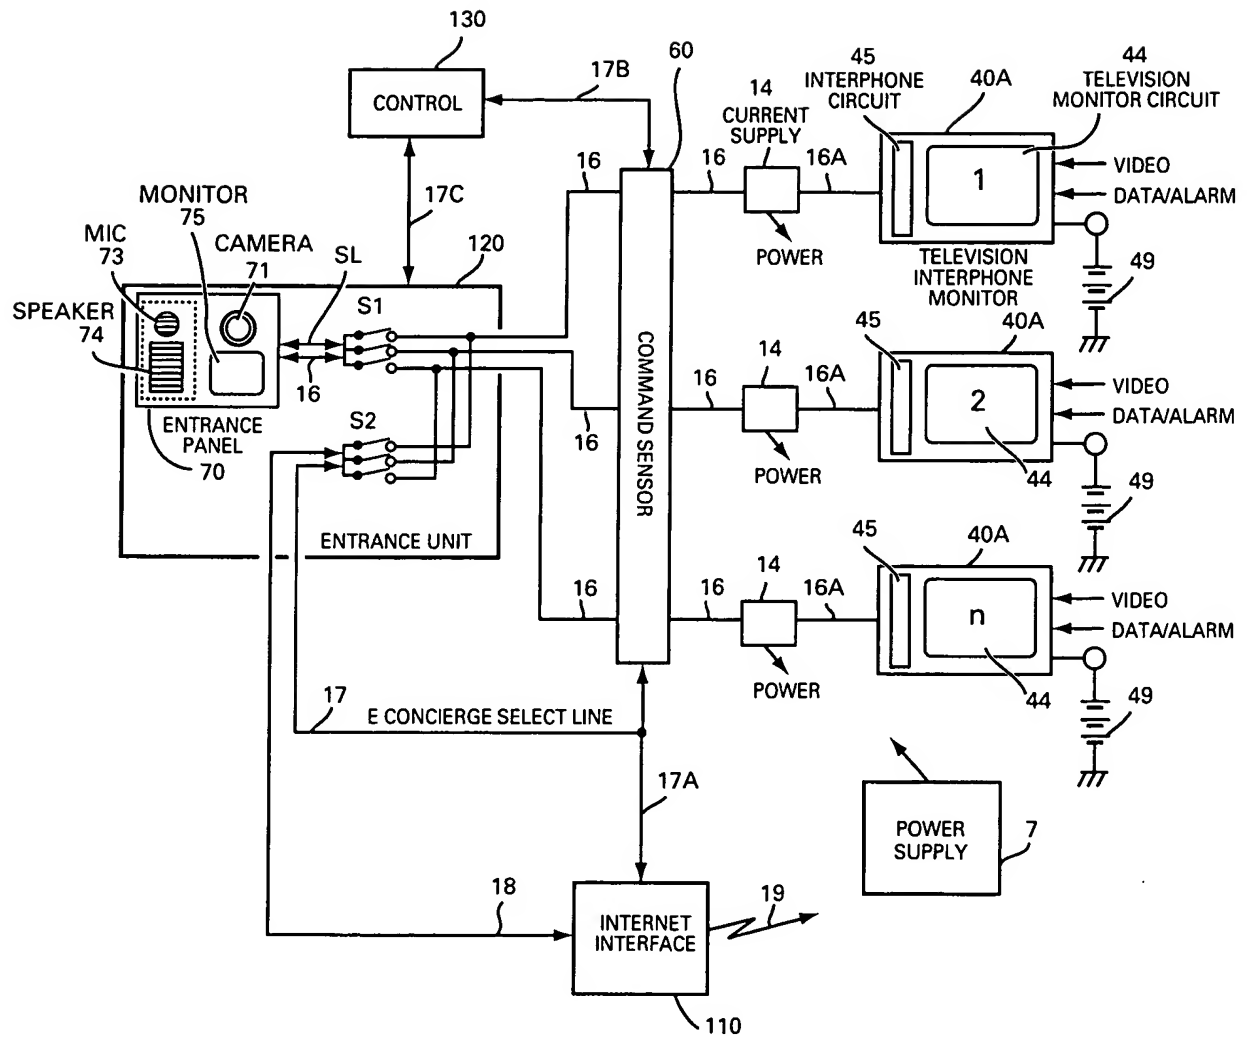 130
CONTROL
17B
60
17C
14
CURRENT
SUPPLY
45
INTERPHONE
CIRCUIT
40A
44
TELEVISION
MONITOR CIRCUIT
16
16
16A
1
VIDEO
DATA/ALARM
POWER
TELEVISION
INTERPHONE
MONITOR
49
MONITOR
75
MIC
73
CAMERA
71
SL
120
SPEAKER
74
S1
16
ENTRANCE
PANEL
70
S2
ENTRANCE UNIT
COMMAND SENSOR
16
16
14
16A
45
40A
2
VIDEO
DATA/ALARM
POWER
44
49
16
16
14
16A
45
40A
n
VIDEO
DATA/ALARM
POWER
44
49
17
E CONCIERGE SELECT LINE
17A
POWER
SUPPLY
7
18
INTERNET
INTERFACE
19
110